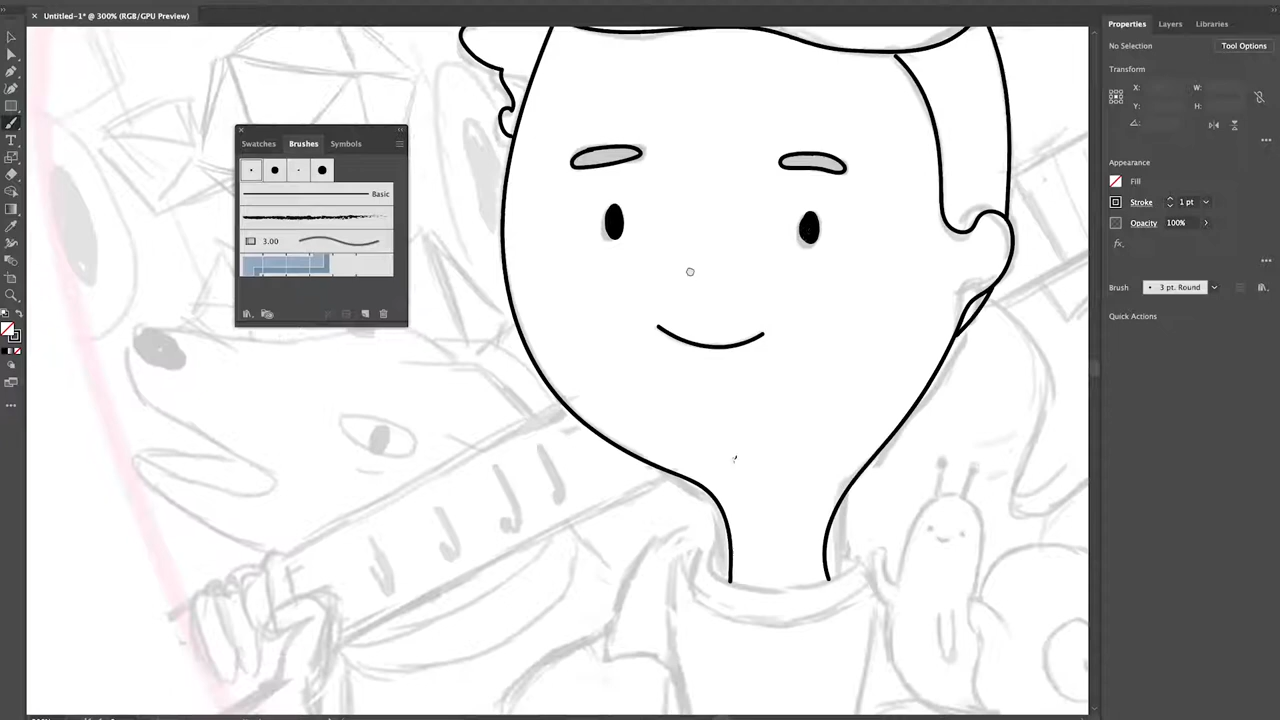 Untitled-1* @ 300% (RGB/GPU Preview)
Properties
Layers
Libraries
No Selection
Tool Options
Transform
X:
W:
Y:
H:
Swatches
Brushes
Symbols
Basic
3.00
Appearance
Fill
Stroke
1 pt
Opacity
100%
fx
Brush
3 pt. Round
Quick Actions